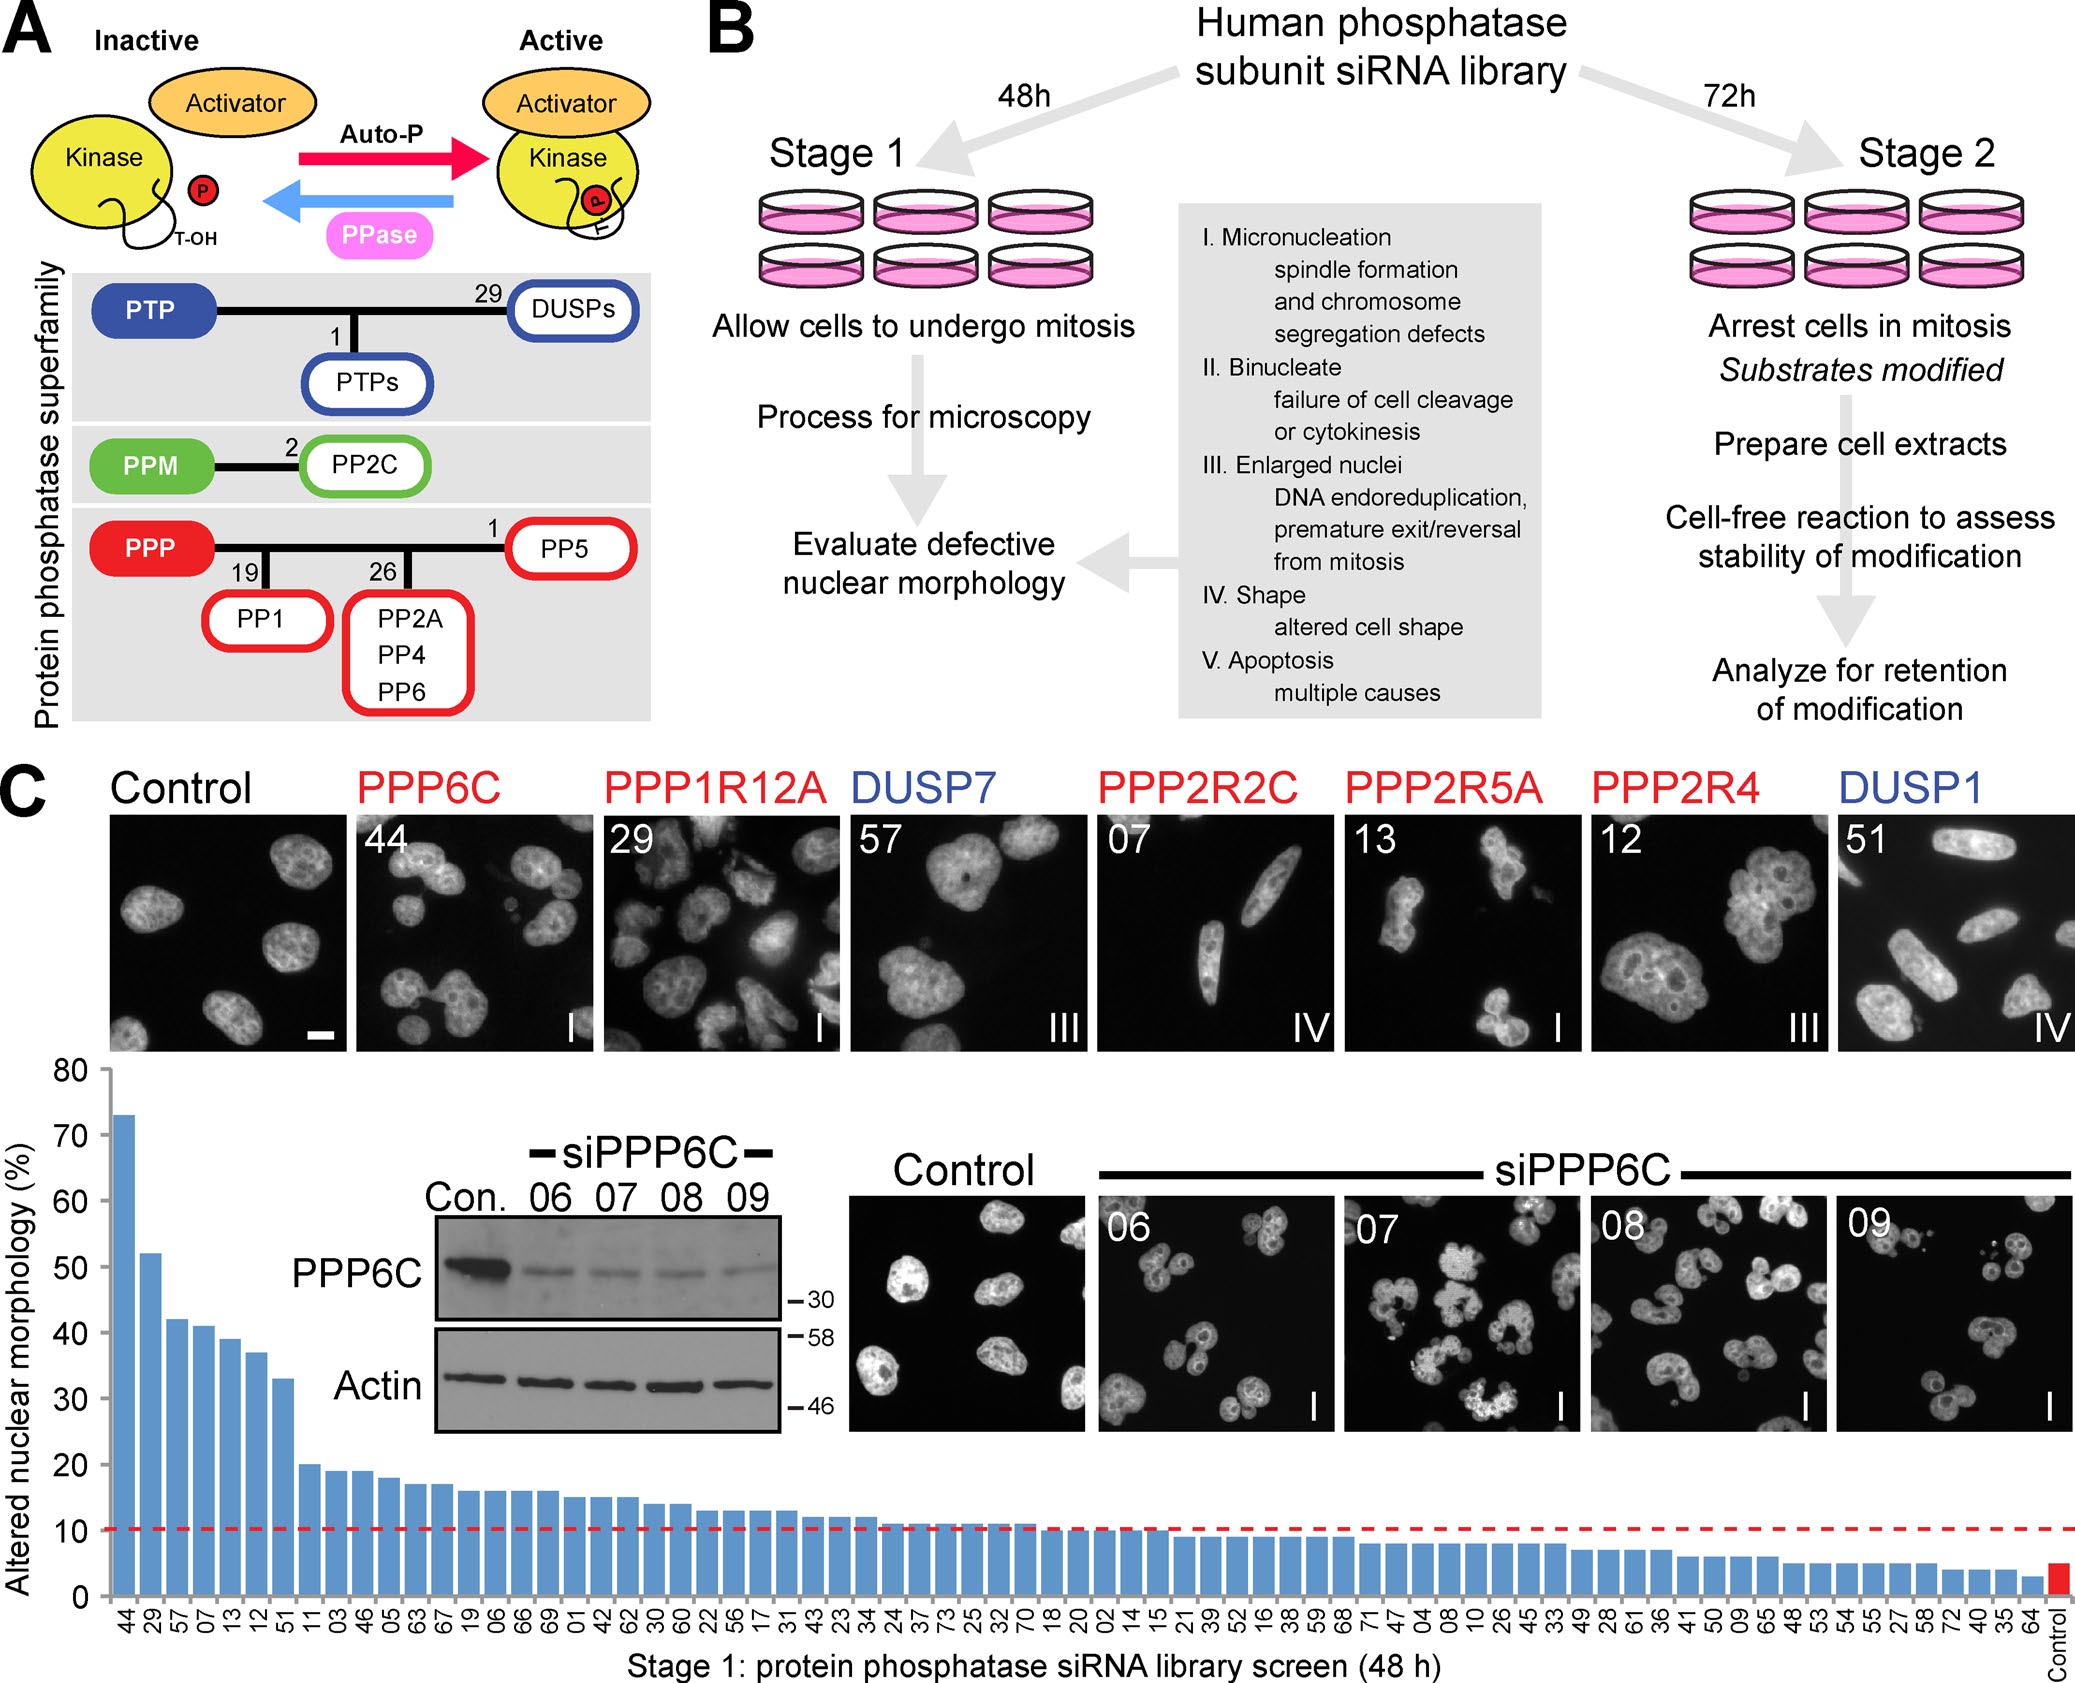 A
Inactive
Active
Activator
Activator
Kinase
Auto-P
Kinase
P
P
T-OH
T-
PPase
Protein phosphatase superfamily
PTP
29
DUSPs
1
PTPs
PPM
2
PP2C
PPP
1
PP5
19
26
PP1
PP2A
PP4
PP6
B
Human phosphatase
subunit siRNA library
48h
72h
Stage 1
Stage 2
Allow cells to undergo mitosis
Process for microscopy
Evaluate defective
nuclear morphology
I. Micronucleation
spindle formation
and chromosome
segregation defects
II. Binucleate
failure of cell cleavage
or cytokinesis
III. Enlarged nuclei
DNA endoreduplication,
premature exit/reversal
from mitosis
IV. Shape
altered cell shape
V. Apoptosis
multiple causes
Arrest cells in mitosis
Substrates modified
Prepare cell extracts
Cell-free reaction to assess
stability of modification
Analyze for retention
of modification
C
Control
PPP6C
PPP1R12A
DUSP7
PPP2R2C
PPP2R5A
PPP2R4
DUSP1
44
29
57
07
13
12
51
I
I
III
IV
I
III
IV
Altered nuclear morphology (%)
80
70
60
50
40
30
20
10
0
siPPP6C
Con. 06 07 08 09
PPP6C
30
58
Actin
46
Control
siPPP6C
06
07
08
09
I
I
I
I
44 29 57 07 13 12 51 11 03 46 05 63 67 19 06 66 69 01 42 62 30 60 22 56 17 31 43 23 34 24 37 73 25 32 70 18 20 02 14 15 21 39 52 16 38 59 68 71 47 04 08 10 26 45 33 49 28 61 36 41 50 09 65 48 53 54 55 27 58 72 40 35 64 Control
Stage 1: protein phosphatase siRNA library screen (48 h)